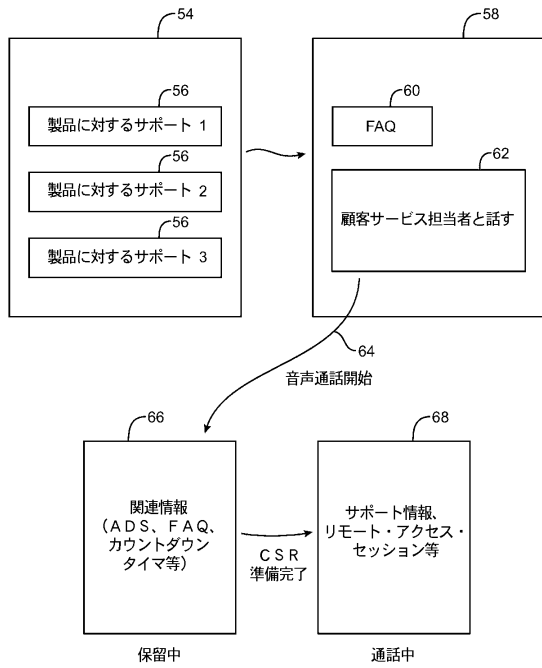 54
58
56
製品に対するサポート 1
56
製品に対するサポート 2
56
製品に対するサポート 3
60
FAQ
62
顧客サービス担当者と話す
64
音声通話開始
66
関連情報
(ADS、FAQ、
カウントダウン
タイマ等)
保留中
CSR
準備完了
68
サポート情報、
リモート・アクセス・
セッション等
通話中